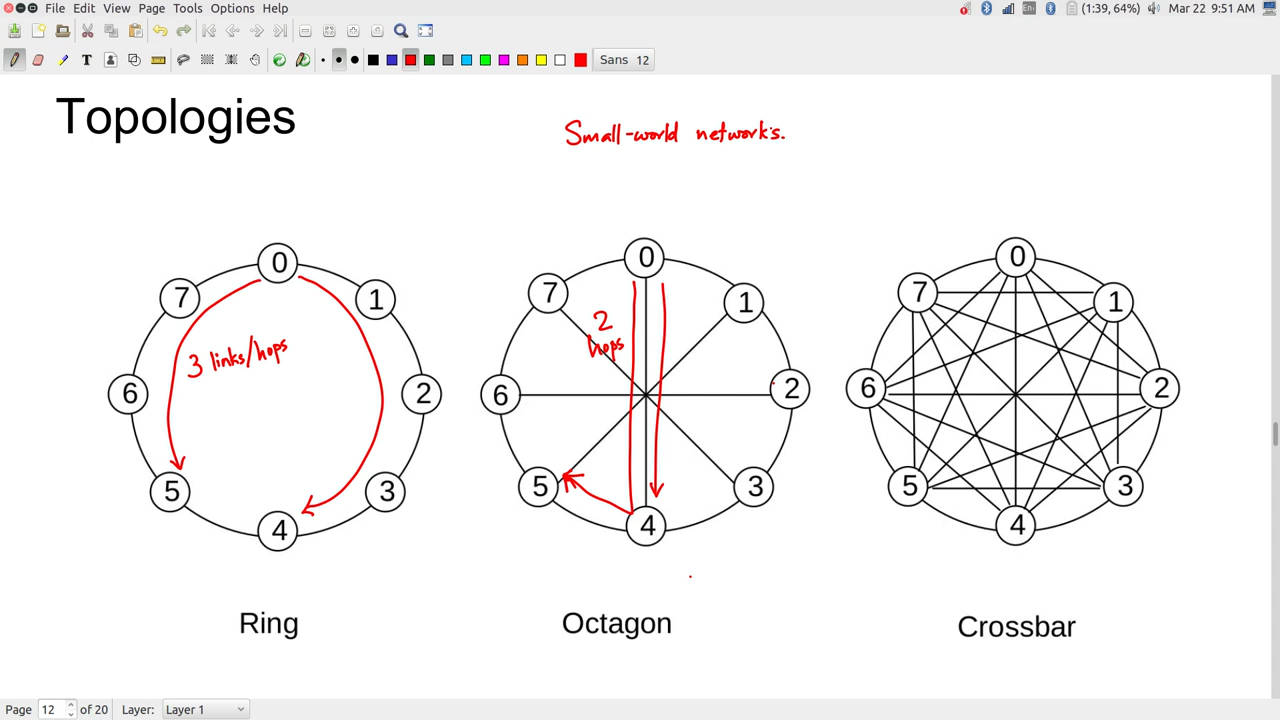 File Edit View Page Tools Options Help
(1:39, 64%) Mar 22 9:51 AM
En
T Sans 12
Topologies
Small-world networks.
0
7 1
3 links/hops
6 2
5 3
4
Ring
0
7 1
2
hops
6 2
5 3
4
Octagon
0
7 1
6 2
5 3
4
Crossbar
Page 12 of 20 Layer: Layer 1